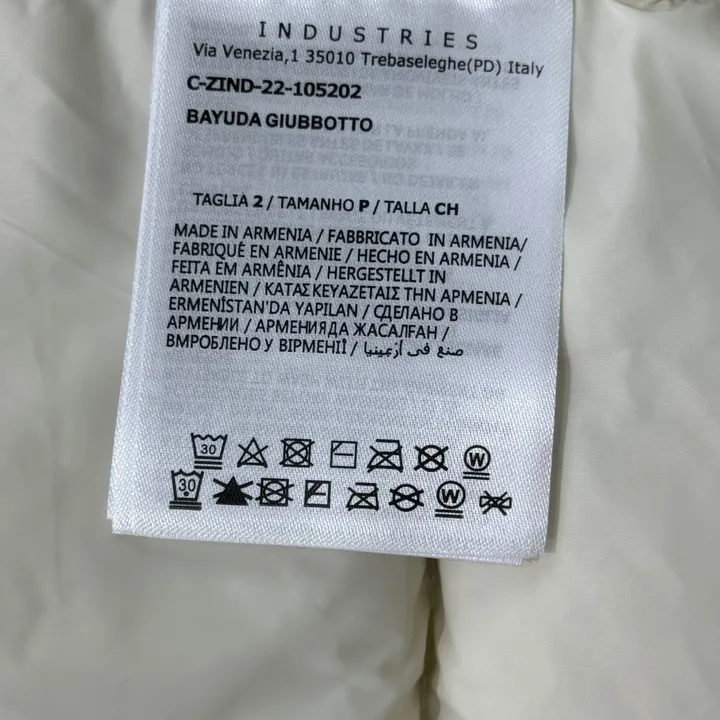 INDUSTRIES
Via Venezia,1 35010 Trebaseleghe(PD) Italy
C-ZIND-22-105202
BAYUDA GIUBBOTTO
TAGLIA 2 / TAMANHO P / TALLA CH
MADE IN ARMENIA / FABBRICATO IN ARMENIA/
FABRIQUÉ EN ARMENIE / HECHO EN ARMENIA /
FEITA EM ARMÊNIA / HERGESTELLT IN
ARMENIEN / ΚΑΤΑΣΚΕΥΑΖΕΤΑΙΣ ΤΗΝ ΑΡΜΕΝΙΑ /
ERMENİSTAN'DA YAPILAN / СДЕЛАНО В
АРМЕНИИ / АРМЕНИЯДА ЖАСАЛҒАН /
ВМРОБЛЕНО У ВІРМЕНІЇ / صنع في أرمينيا
30 W
30 W